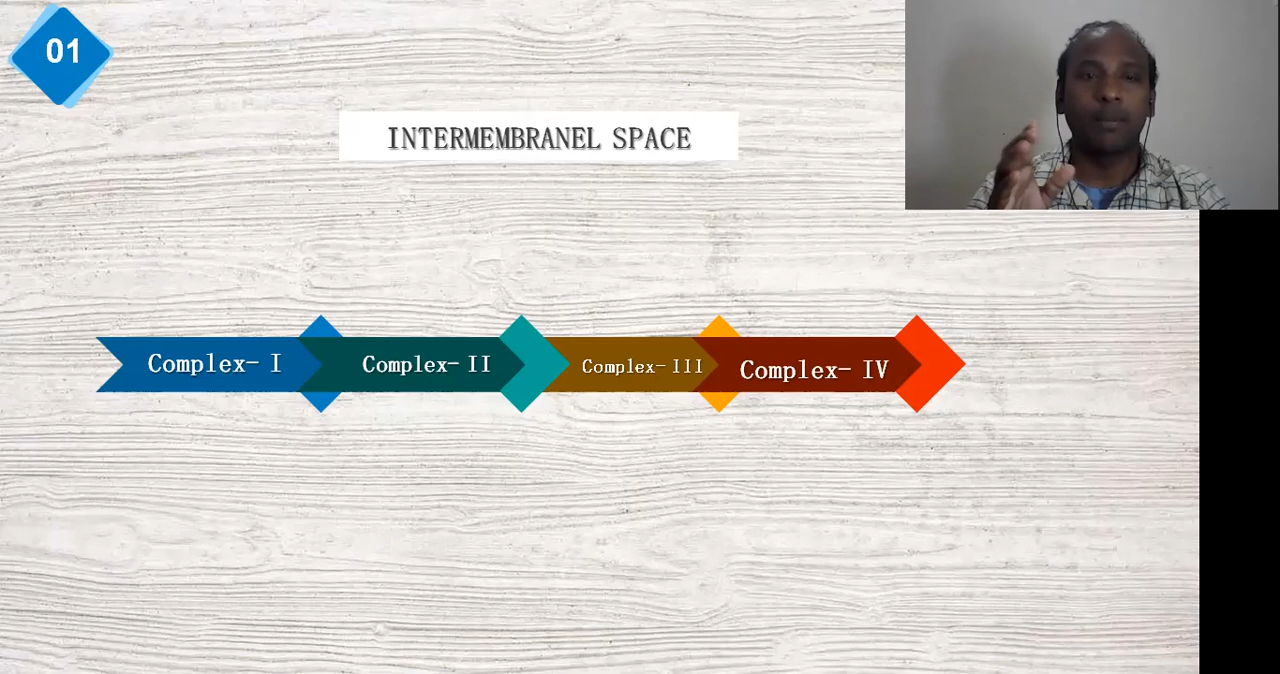 01
INTERMEMBRANEL SPACE
Complex- I
Complex- II
Complex-III
Complex- IV